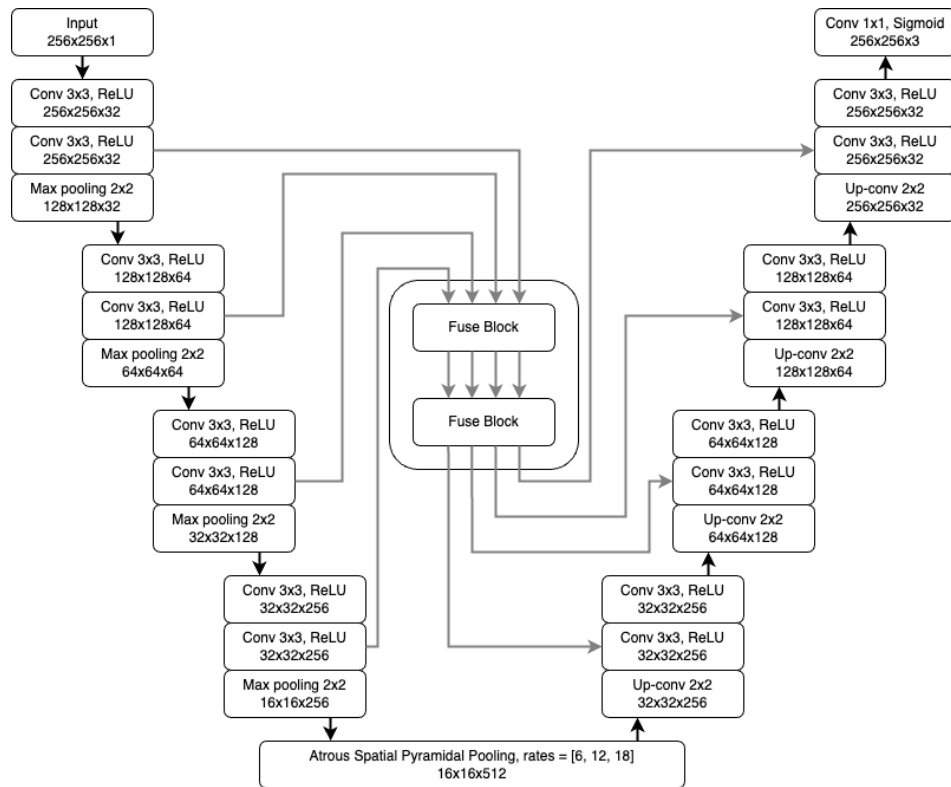 Input
256x256x1
Conv 3x3, ReLU
256x256x32
Conv 3x3, ReLU
256x256x32
Max pooling 2x2
128x128x32
Conv 3x3, ReLU
128x128x64
Conv 3x3, ReLU
128x128x64
Max pooling 2x2
64x64x64
Conv 3x3, ReLU
64x64x128
Conv 3x3, ReLU
64x64x128
Max pooling 2x2
32x32x128
Conv 3x3, ReLU
32x32x256
Conv 3x3, ReLU
32x32x256
Max pooling 2x2
16x16x256
Atrous Spatial Pyramidal Pooling, rates = [6, 12, 18]
16x16x512
Fuse Block
Fuse Block
Conv 1x1, Sigmoid
256x256x3
Conv 3x3, ReLU
256x256x32
Conv 3x3, ReLU
256x256x32
Up-conv 2x2
256x256x32
Conv 3x3, ReLU
128x128x64
Conv 3x3, ReLU
128x128x64
Up-conv 2x2
128x128x64
Conv 3x3, ReLU
64x64x128
Conv 3x3, ReLU
64x64x128
Up-conv 2x2
64x64x128
Conv 3x3, ReLU
32x32x256
Conv 3x3, ReLU
32x32x256
Up-conv 2x2
32x32x256